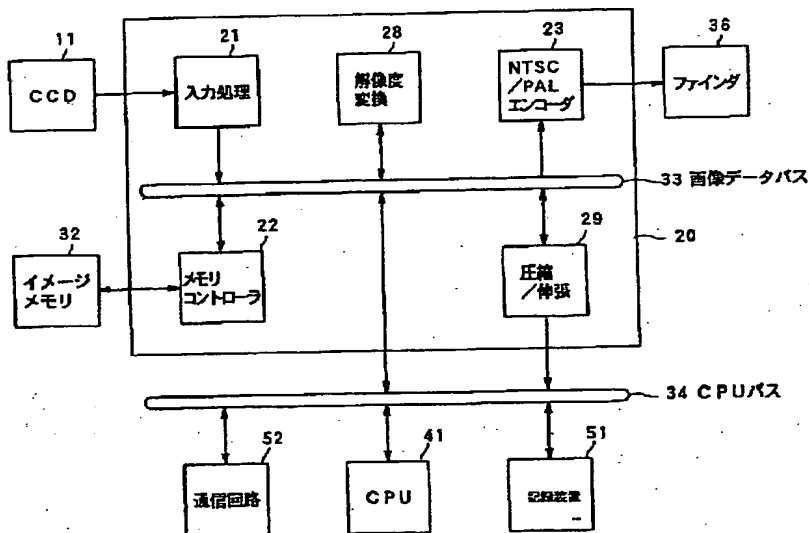 11
CCD
21
入力処理
28
解像度
変換
23
NTSC
/PAL
エンコーダ
36
ファインダ
33 画像データバス
32
イメージ
メモリ
22
メモリ
コントローラ
29
圧縮
/伸張
20
34 CPUバス
52
通信回路
41
CPU
51
記録装置